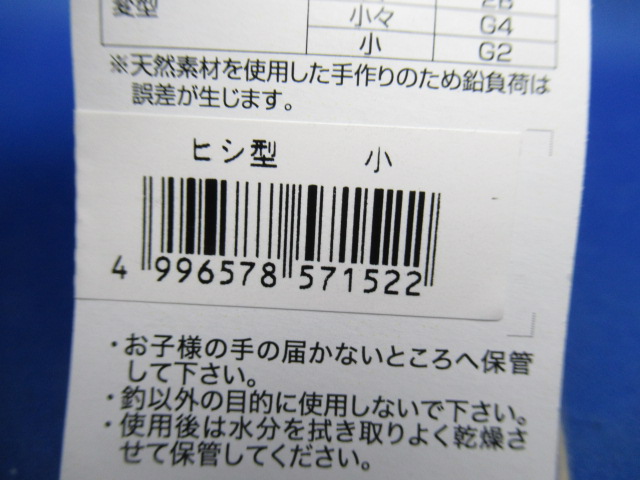 変型
2B
小々 G4
小 G2
※天然素材を使用した手作りのため鉛負荷は
誤差が生じます。
ヒシ型 小
4 996578 571522
・お子様の手の届かないところへ保管
して下さい。
・釣以外の目的に使用しないで下さい。
・使用後は水分を拭き取りよく乾燥さ
せて保管してください。